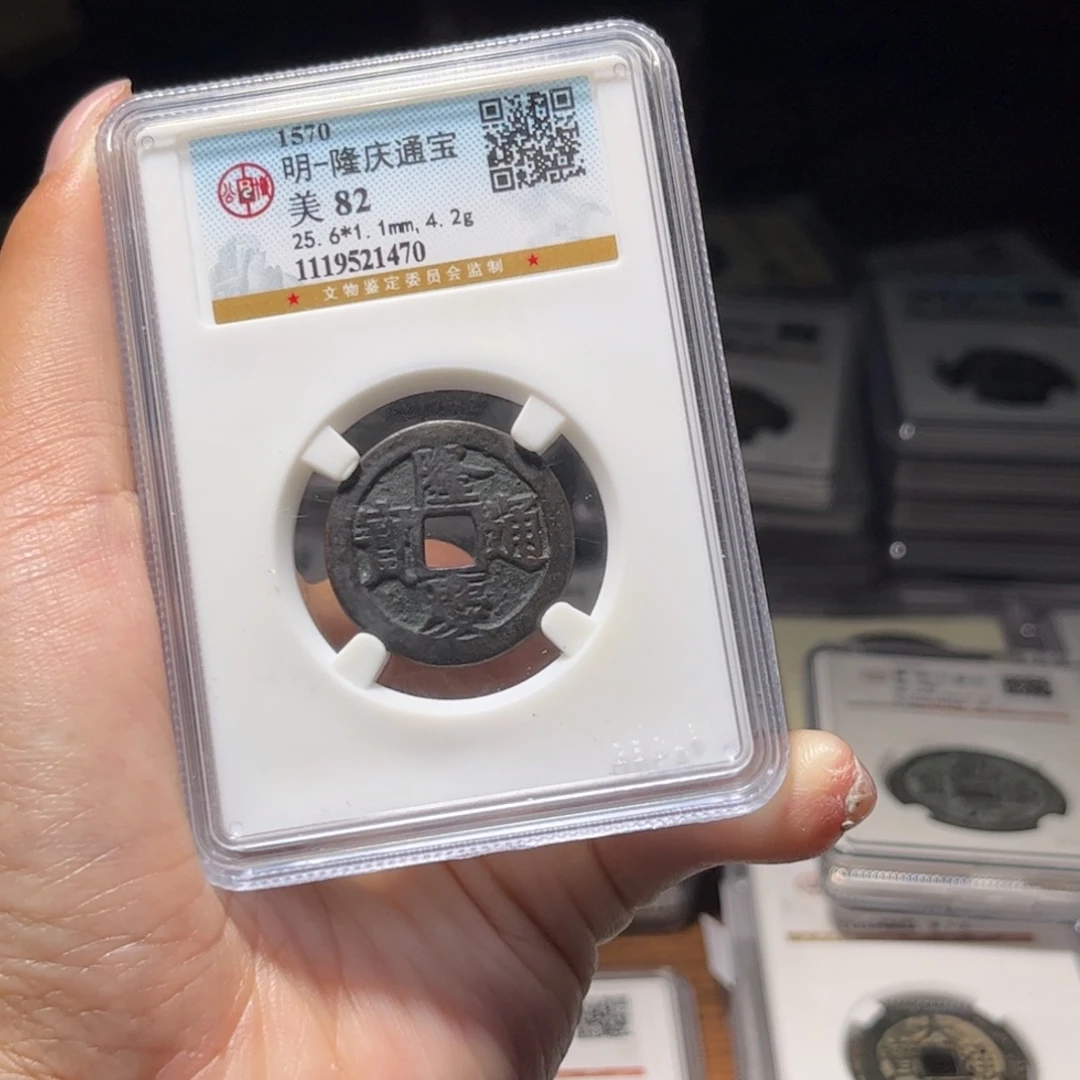 1570
明-隆庆通宝
美 82
25.6*1.1mm, 4.2g
1119521470
★ 文物鉴定委员会监制 ★
隆
寶 通
慶